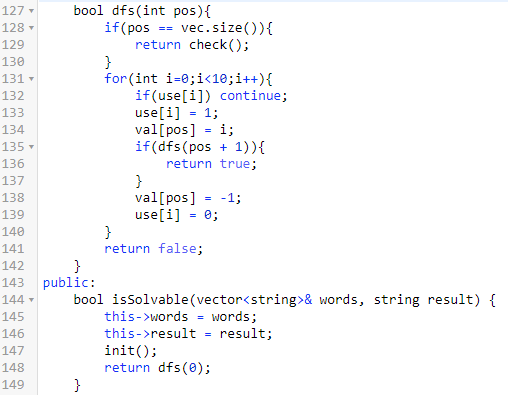 127 bool dfs(int pos){
128 if(pos == vec.size()){
129 return check();
130 }
131 for(int i=0;i<10;i++){
132 if(use[i]) continue;
133 use[i] = 1;
134 val[pos] = i;
135 if(dfs(pos + 1)){
136 return true;
137 }
138 val[pos] = -1;
139 use[i] = 0;
140 }
141 return false;
142 }
143 public:
144 bool isSolvable(vector<string>& words, string result) {
145 this->words = words;
146 this->result = result;
147 init();
148 return dfs(0);
149 }